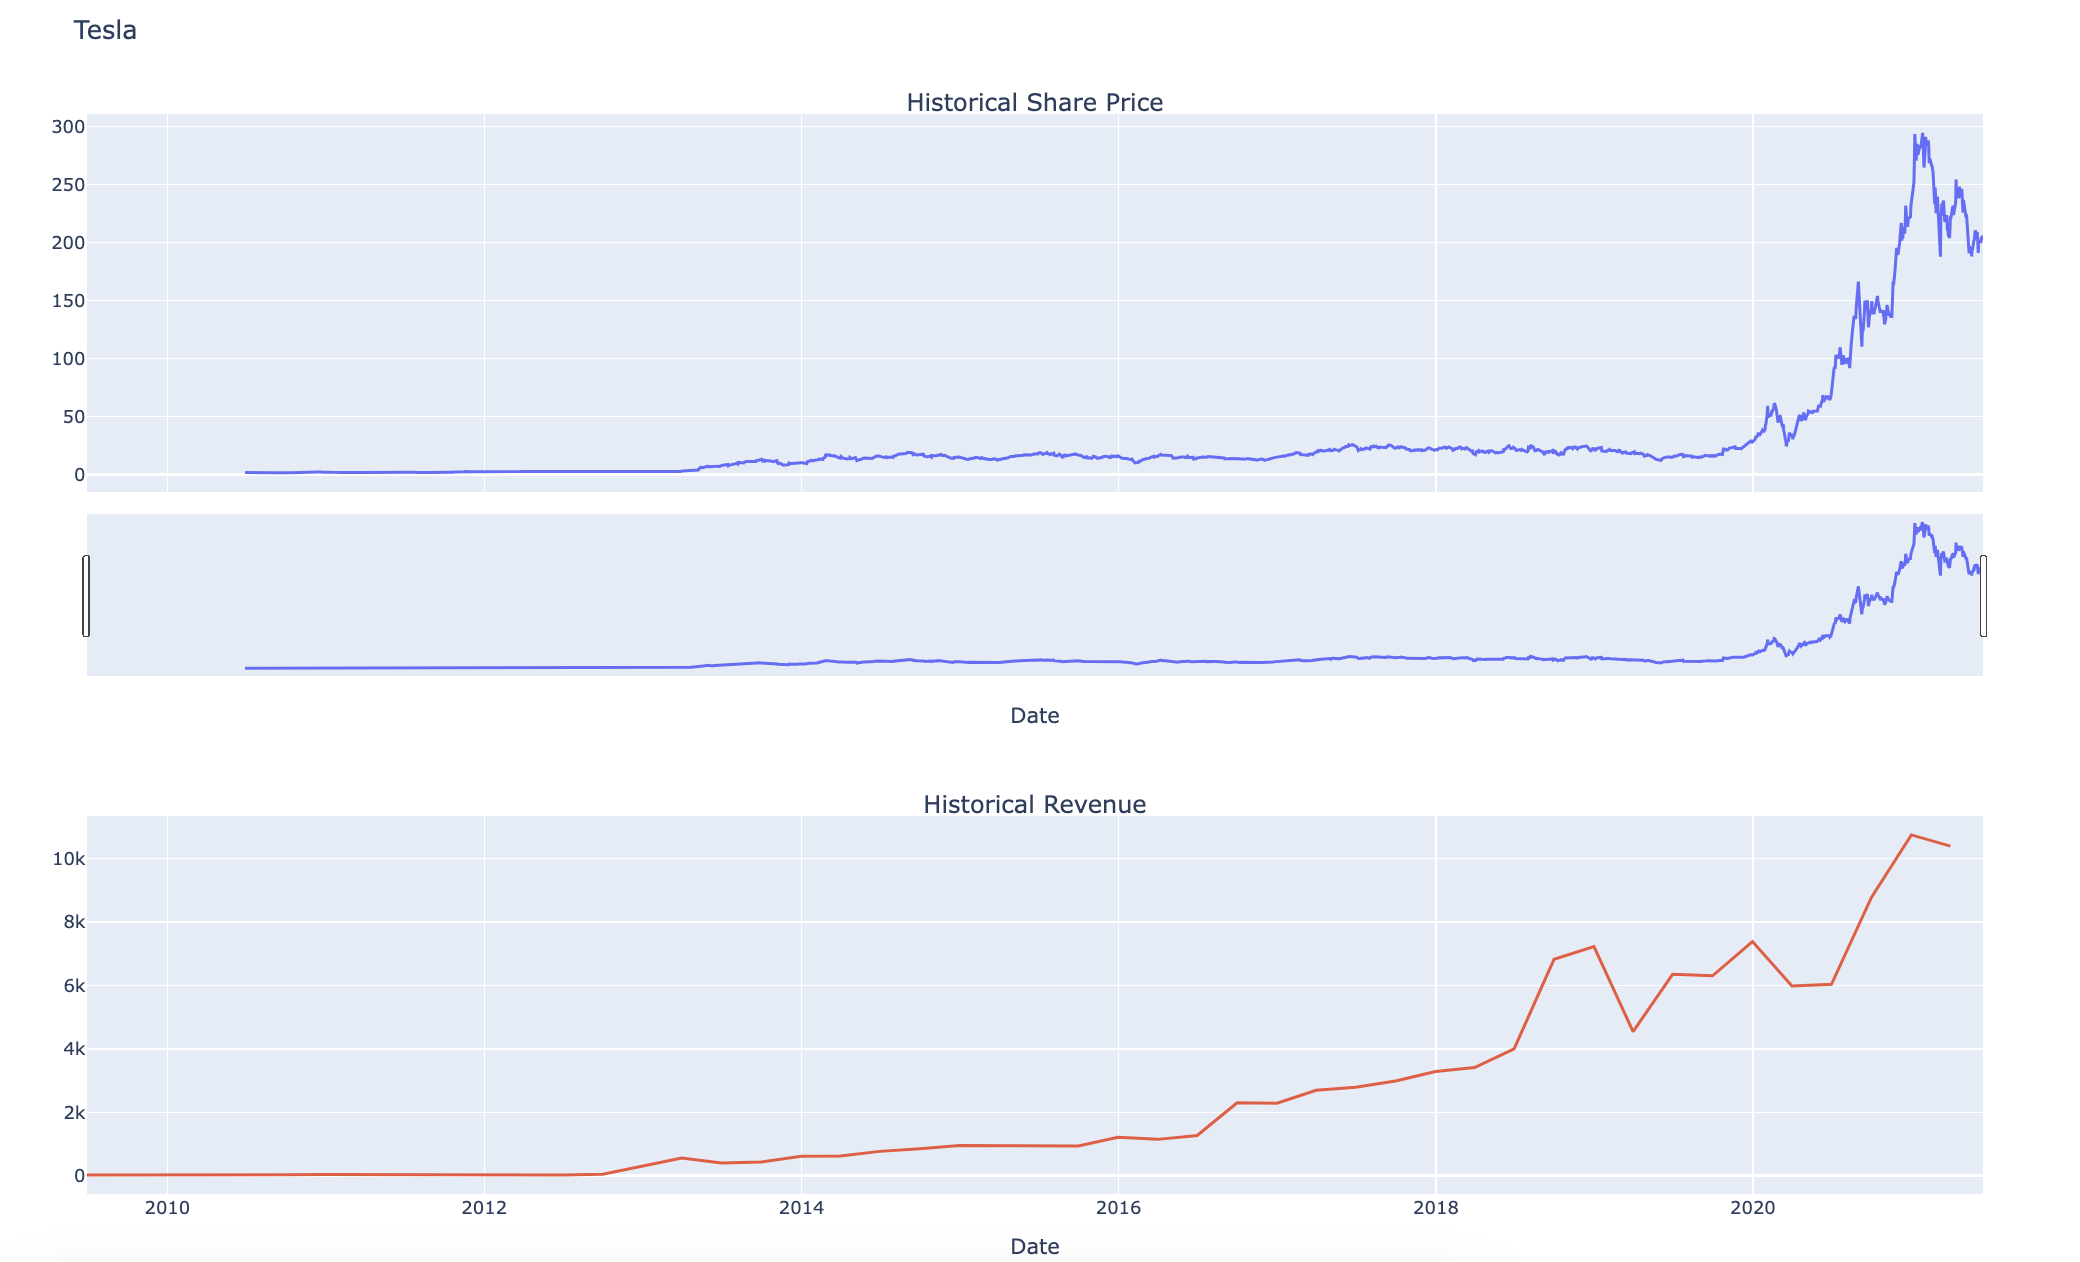 Tesla
Historical Share Price
300
250
200
150
100
50
0
Date
Historical Revenue
10k
8k
6k
4k
2k
0
2010 2012 2014 2016 2018 2020
Date